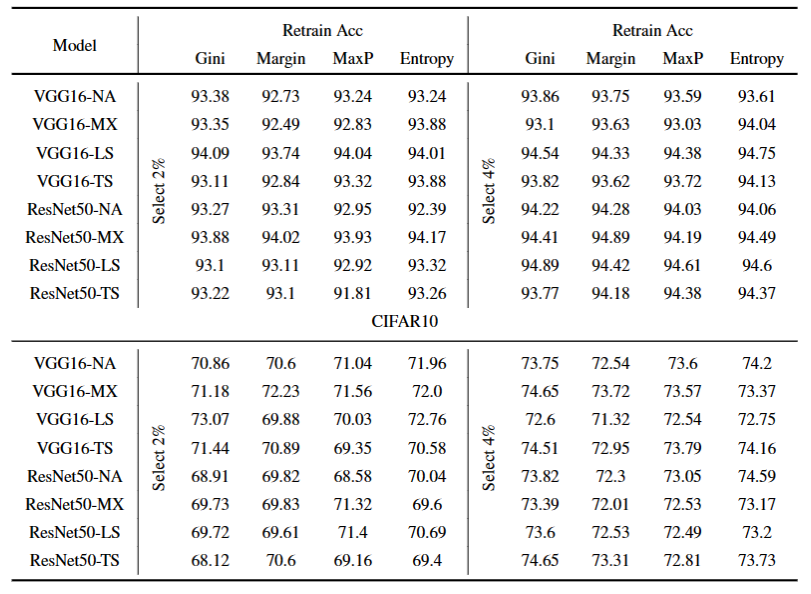 Model Retrain Acc Retrain Acc
Gini Margin MaxP Entropy Gini Margin MaxP Entropy
Select 2% Select 4%
VGG16-NA 93.38 92.73 93.24 93.24 93.86 93.75 93.59 93.61
VGG16-MX 93.35 92.49 92.83 93.88 93.1 93.63 93.03 94.04
VGG16-LS 94.09 93.74 94.04 94.01 94.54 94.33 94.38 94.75
VGG16-TS 93.11 92.84 93.32 93.88 93.82 93.62 93.72 94.13
ResNet50-NA 93.27 93.31 92.95 92.39 94.22 94.28 94.03 94.06
ResNet50-MX 93.88 94.02 93.93 94.17 94.41 94.89 94.19 94.49
ResNet50-LS 93.1 93.11 92.92 93.32 94.89 94.42 94.61 94.6
ResNet50-TS 93.22 93.1 91.81 93.26 93.77 94.18 94.38 94.37
CIFAR10
Select 2% Select 4%
VGG16-NA 70.86 70.6 71.04 71.96 73.75 72.54 73.6 74.2
VGG16-MX 71.18 72.23 71.56 72.0 74.65 73.72 73.57 73.37
VGG16-LS 73.07 69.88 70.03 72.76 72.6 71.32 72.54 72.75
VGG16-TS 71.44 70.89 69.35 70.58 74.51 72.95 73.79 74.16
ResNet50-NA 68.91 69.82 68.58 70.04 73.82 72.3 73.05 74.59
ResNet50-MX 69.73 69.83 71.32 69.6 73.39 72.01 72.53 73.17
ResNet50-LS 69.72 69.61 71.4 70.69 73.6 72.53 72.49 73.2
ResNet50-TS 68.12 70.6 69.16 69.4 74.65 73.31 72.81 73.73